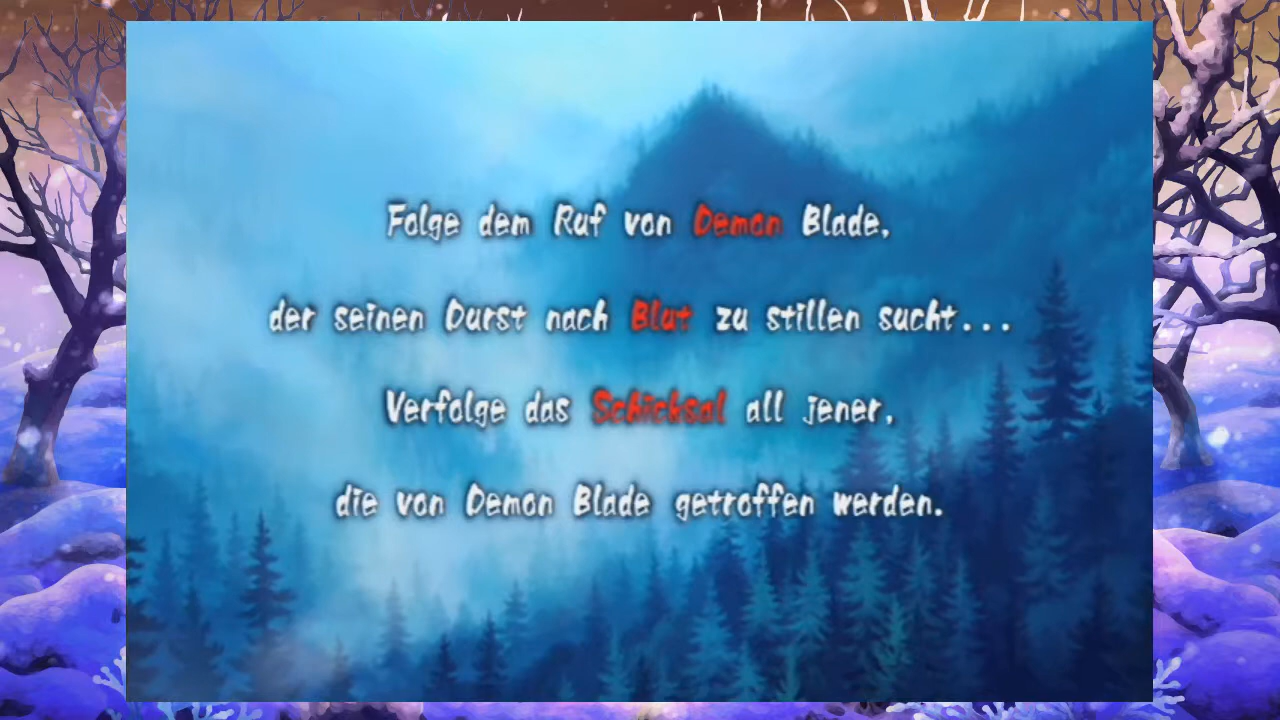 Folge dem Ruf von Demon Blade,
der seinen Durst nach Blut zu stillen sucht...
Verfolge das Schicksal all jener,
die von Demon Blade getroffen werden.